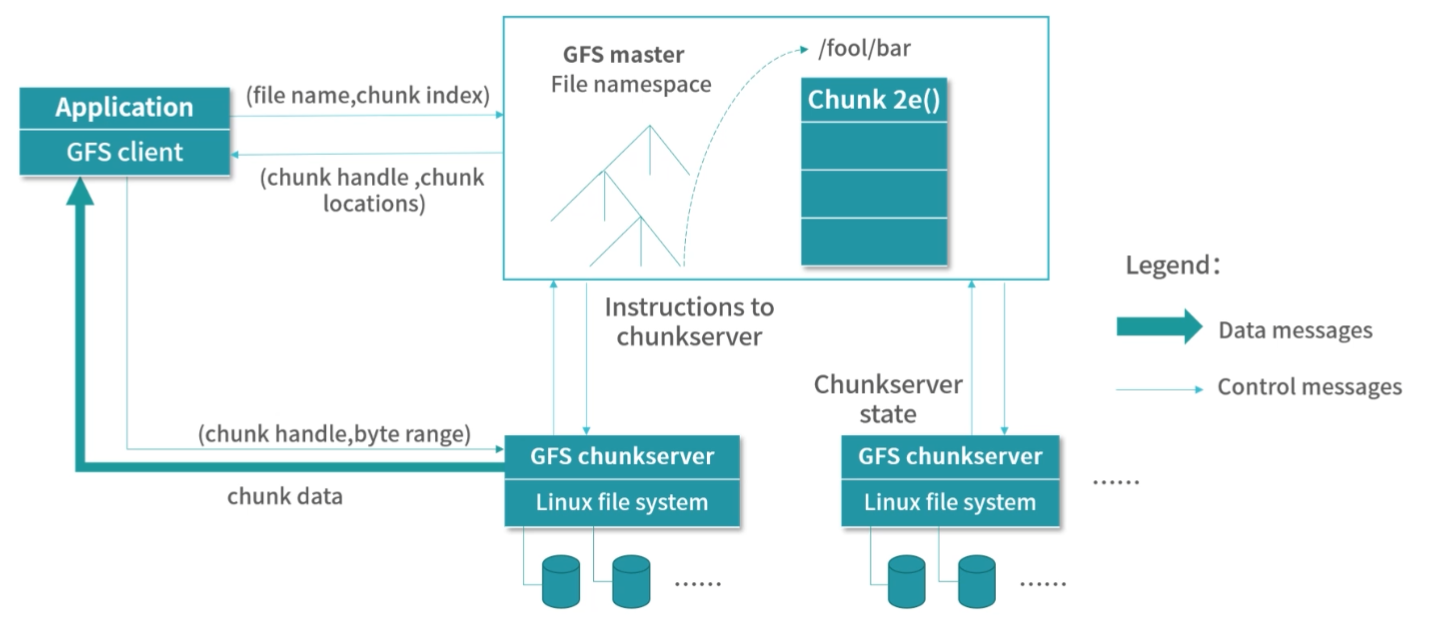 GFS master
File namespace
/fool/bar
Chunk 2e()
Application
GFS client
(file name,chunk index)
(chunk handle ,chunk
locations)
Instructions to
chunkserver
Chunkserver
state
Legend：
Data messages
Control messages
(chunk handle,byte range)
chunk data
GFS chunkserver
Linux file system
......
GFS chunkserver
Linux file system
......
......